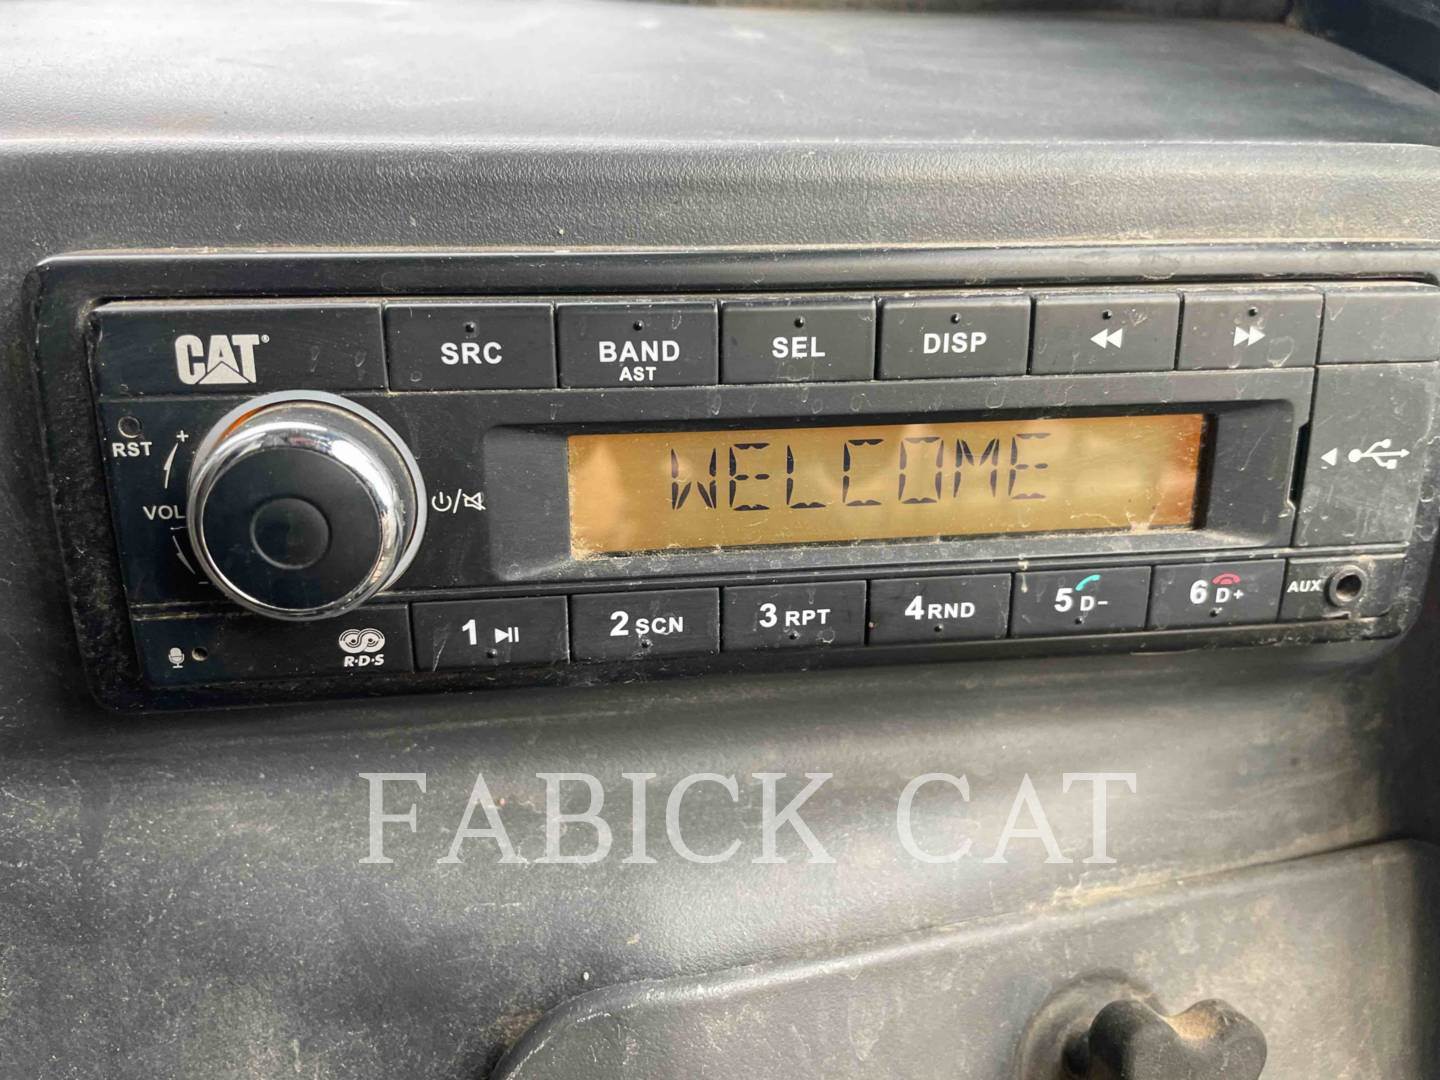 CAT®
SRC
BAND
AST
SEL
DISP
RST
+
VOL
-
WELCOME
R·D·S
1
2 SCN
3 RPT
4 RND
5 D-
6 D+
AUX
FABICK CAT